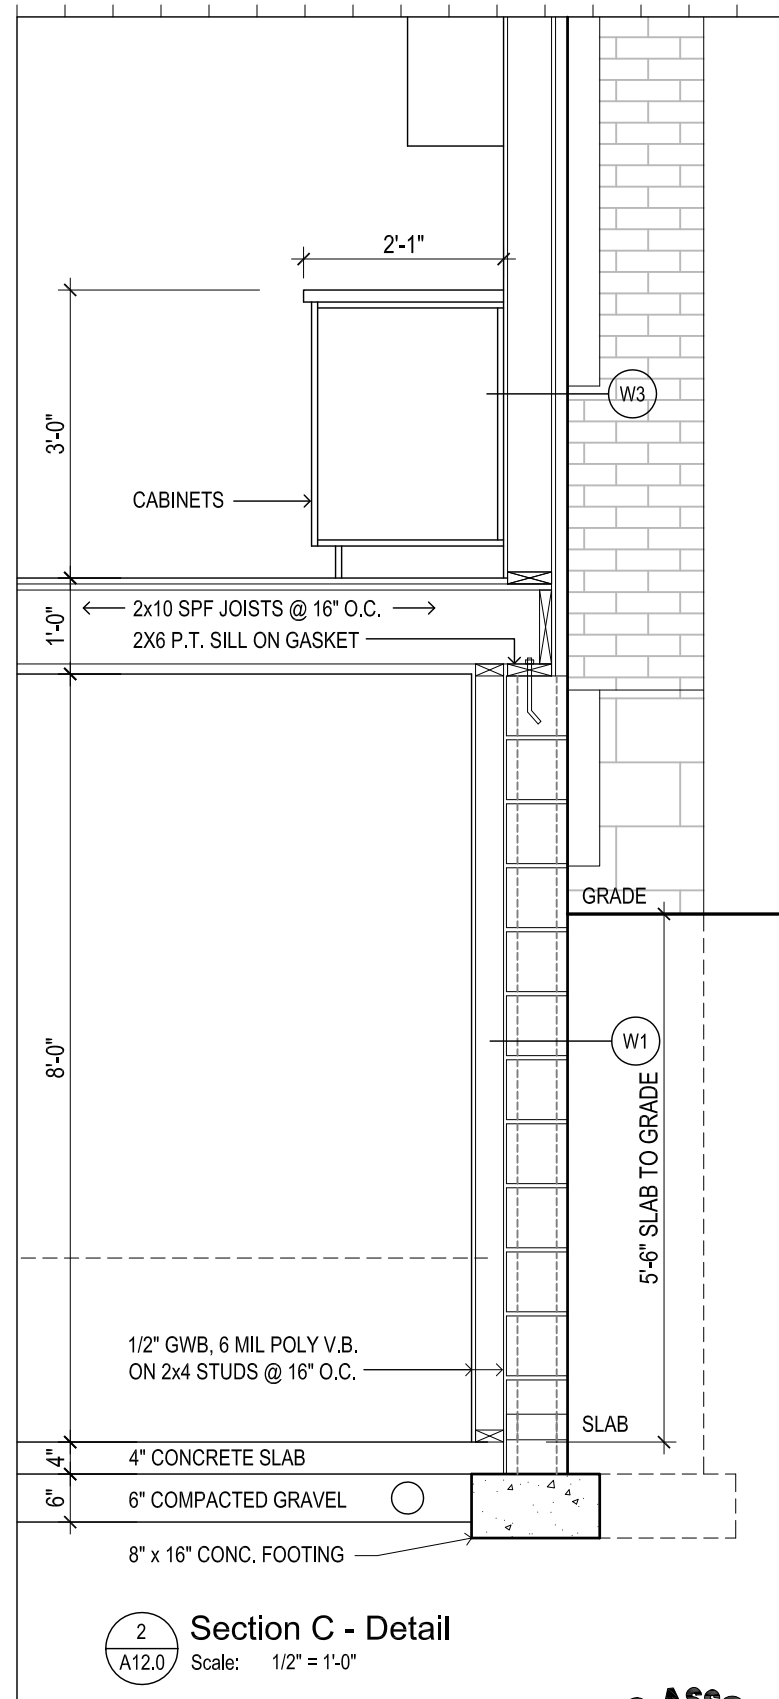 2'-1"
W3
3'-0"
CABINETS
2x10 SPF JOISTS @ 16" O.C.
1'-0"
2X6 P.T. SILL ON GASKET
GRADE
W1
8'-0"
5'-6" SLAB TO GRADE
1/2" GWB, 6 MIL POLY V.B.
ON 2x4 STUDS @ 16" O.C.
SLAB
4"
4" CONCRETE SLAB
6"
6" COMPACTED GRAVEL
8" x 16" CONC. FOOTING
2
A12.0
Section C - Detail
Scale: 1/2" = 1'-0"